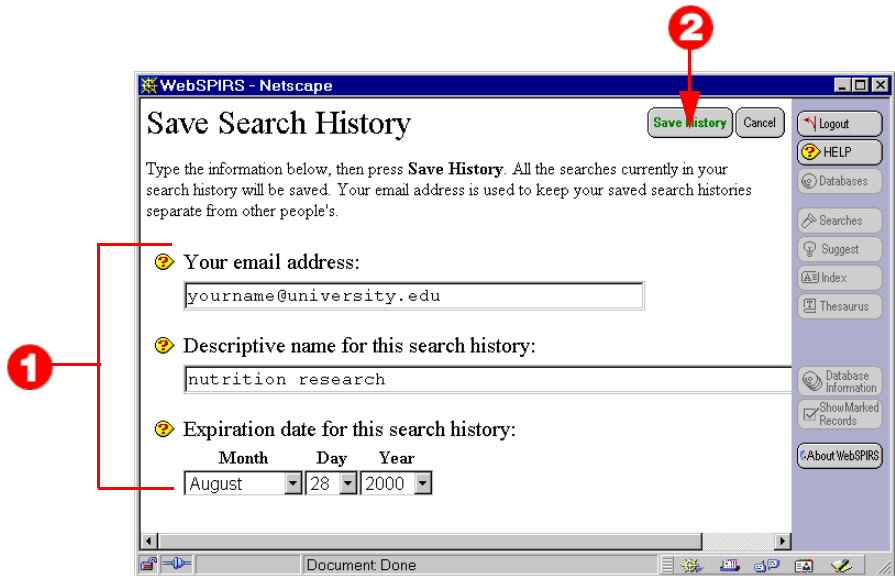 2
WebSPIRS - Netscape
Save Search History
Save History
Cancel
Type the information below, then press Save History. All the searches currently in your
search history will be saved. Your email address is used to keep your saved search histories
separate from other people's.
1
Your email address:
yourname@university.edu
Descriptive name for this search history:
nutrition research
Expiration date for this search history:
Month Day Year
August 28 2000
Logout
HELP
Databases
Searches
Suggest
Index
Thesaurus
Database
Information
Show Marked
Records
About WebSPIRS
Document: Done